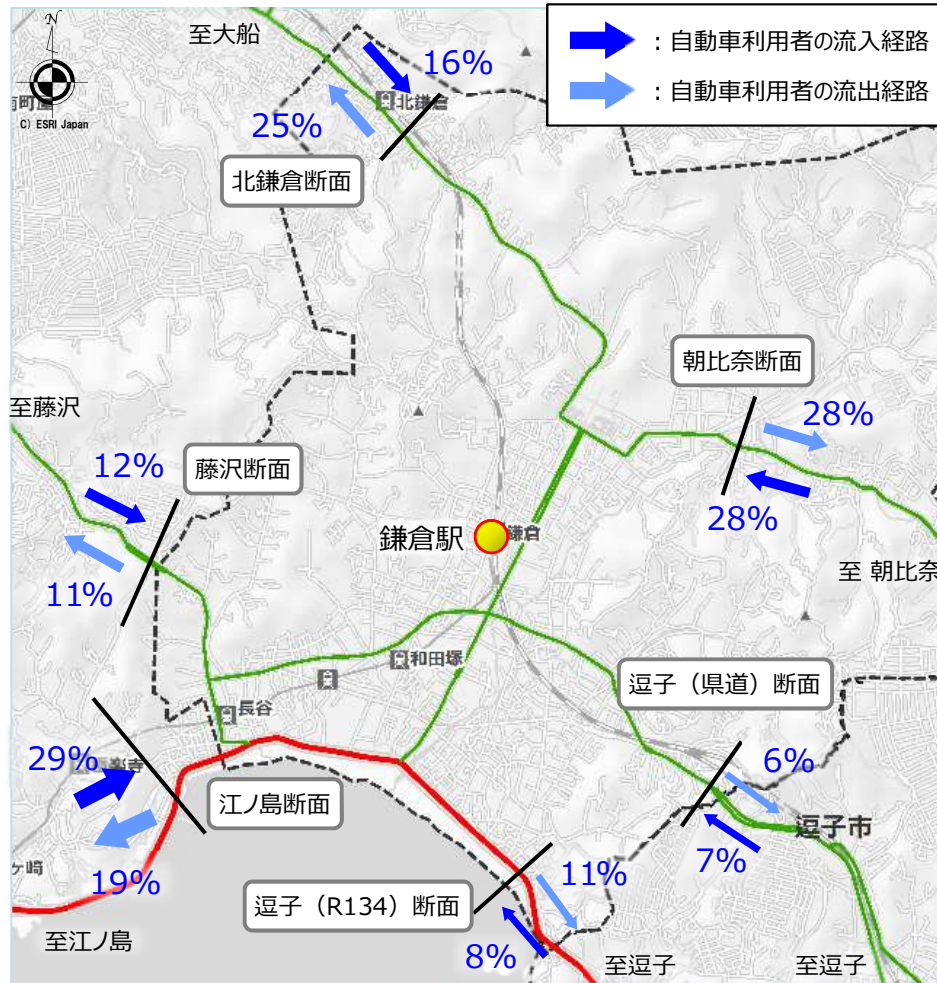 N
至大船
：自動車利用者の流入経路
：自動車利用者の流出経路
16%
北鎌倉
C) ESRI Japan
25%
北鎌倉断面
朝比奈断面
至藤沢
28%
12%
藤沢断面
28%
鎌倉駅
鎌倉
至 朝比奈
11%
和田塚
逗子（県道）断面
長谷
29%
6%
江ノ島断面
逗子市
7%
19%
11%
逗子（R134）断面
至江ノ島
8%
至逗子
至逗子